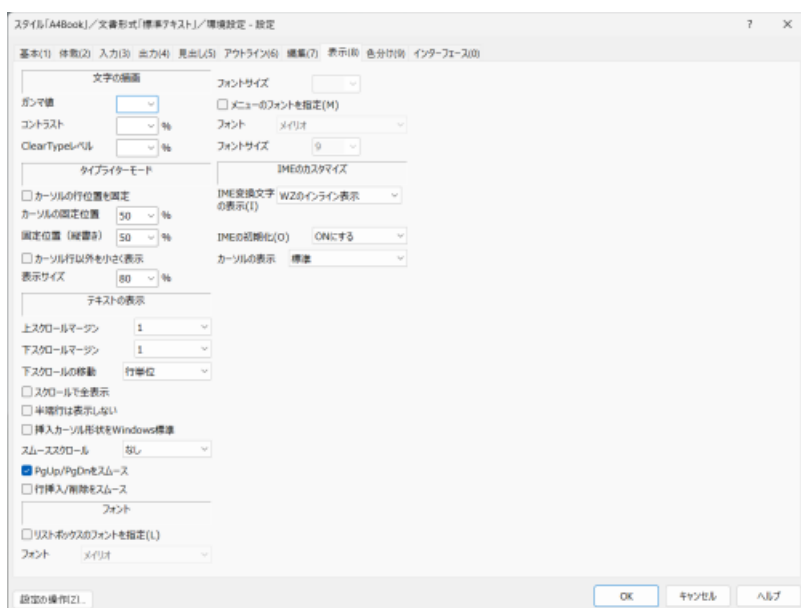 スタイル「A4Book」／文書形式「標準テキスト」／環境設定 - 設定 ? ×
基本(1) 体裁(2) 入力(3) 出力(4) 見出し(5) アウトライン(6) 編集(7) 表示(8) 色分け(9) インターフェース(0)
文字の描画
ガンマ値
コントラスト %
ClearTypeレベル %
タイプライターモード
カーソルの行位置を固定
カーソルの固定位置 50 %
固定位置（縦書き） 50 %
カーソル行以外を小さく表示
表示サイズ 80 %
テキストの表示
上スクロールマージン 1
下スクロールマージン 1
下スクロールの移動 行単位
スクロールで全表示
半端行は表示しない
挿入カーソル形状をWindows標準
スムーススクロール なし
PgUp/PgDnをスムース
行挿入/削除をスムース
フォント
リストボックスのフォントを指定(L)
フォント メイリオ
フォントサイズ
メニューのフォントを指定(M)
フォント メイリオ
フォントサイズ 9
IMEのカスタマイズ
IME変換文字
の表示(I) WZのインライン表示
IMEの初期化(O) ONにする
カーソルの表示 標準
設定の操作(Z)...
OK キャンセル ヘルプ